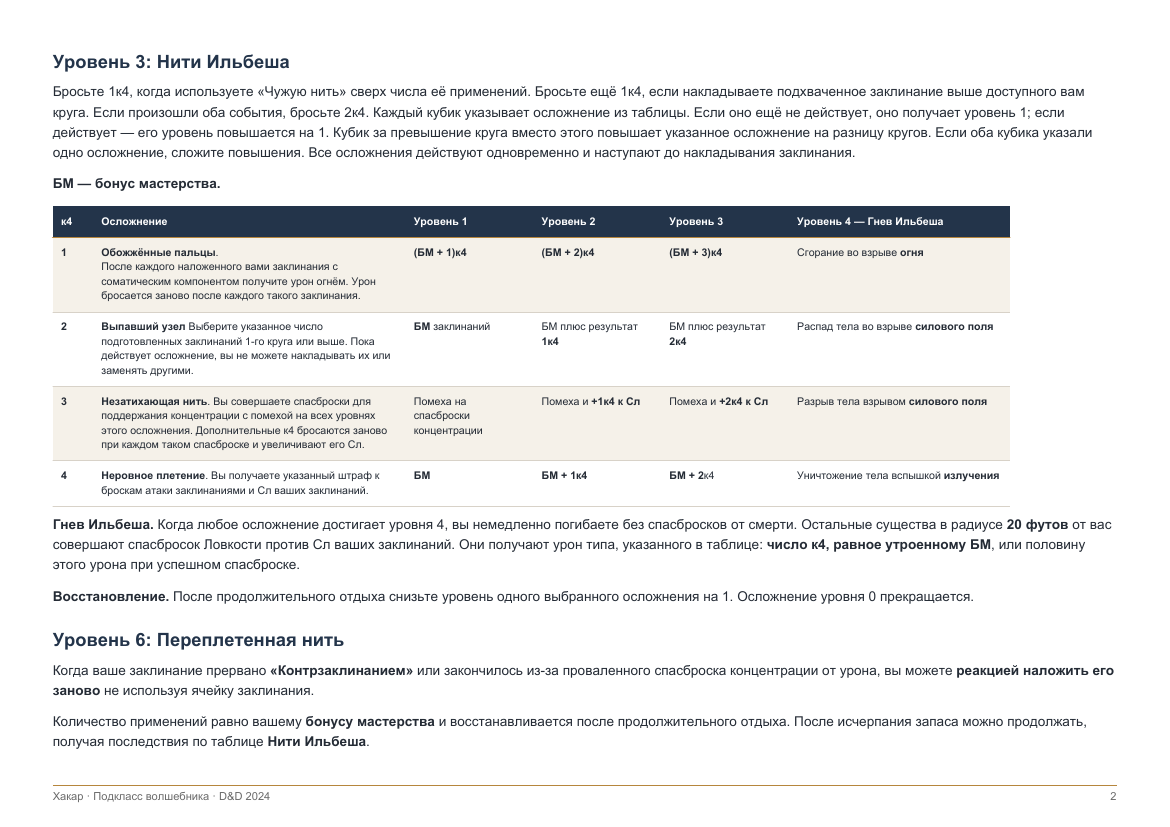 Уровень 3: Нити Ильбеша
Бросьте 1к4, когда используете «Чужую нить» сверх числа её применений. Бросьте ещё 1к4, если накладываете подхваченное заклинание выше доступного вам
круга. Если произошли оба события, бросьте 2к4. Каждый кубик указывает осложнение из таблицы. Если оно ещё не действует, оно получает уровень 1; если
действует — его уровень повышается на 1. Кубик за превышение круга вместо этого повышает указанное осложнение на разницу кругов. Если оба кубика указали
одно осложнение, сложите повышения. Все осложнения действуют одновременно и наступают до накладывания заклинания.
БМ — бонус мастерства.
к4 Осложнение Уровень 1 Уровень 2 Уровень 3 Уровень 4 — Гнев Ильбеша
1 Обожжённые пальцы. (БМ + 1)к4 (БМ + 2)к4 (БМ + 3)к4 Сгорание во взрыве огня
После каждого наложенного вами заклинания с
соматическим компонентом получите урон огнём. Урон
бросается заново после каждого такого заклинания.
2 Выпавший узел Выберите указанное число БМ заклинаний БМ плюс результат БМ плюс результат Распад тела во взрыве силового поля
подготовленных заклинаний 1-го круга или выше. Пока 1к4 2к4
действует осложнение, вы не можете накладывать их или
заменять другими.
3 Незатихающая нить. Вы совершаете спасброски для Помеха на Помеха и +1к4 к Сл Помеха и +2к4 к Сл Разрыв тела взрывом силового поля
поддержания концентрации с помехой на всех уровнях спасброски
этого осложнения. Дополнительные к4 бросаются заново концентрации
при каждом таком спасброске и увеличивают его Сл.
4 Неровное плетение. Вы получаете указанный штраф к БМ БМ + 1к4 БМ + 2к4 Уничтожение тела вспышкой излучения
броскам атаки заклинаниями и Сл ваших заклинаний.
Гнев Ильбеша. Когда любое осложнение достигает уровня 4, вы немедленно погибаете без спасбросков от смерти. Остальные существа в радиусе 20 футов от вас
совершают спасбросок Ловкости против Сл ваших заклинаний. Они получают урон типа, указанного в таблице: число к4, равное утроенному БМ, или половину
этого урона при успешном спасброске.
Восстановление. После продолжительного отдыха снизьте уровень одного выбранного осложнения на 1. Осложнение уровня 0 прекращается.
Уровень 6: Переплетенная нить
Когда ваше заклинание прервано «Контрзаклинанием» или закончилось из-за проваленного спасброска концентрации от урона, вы можете реакцией наложить его
заново не используя ячейку заклинания.
Количество применений равно вашему бонусу мастерства и восстанавливается после продолжительного отдыха. После исчерпания запаса можно продолжать,
получая последствия по таблице Нити Ильбеша.
Хакар · Подкласс волшебника · D&D 2024 2